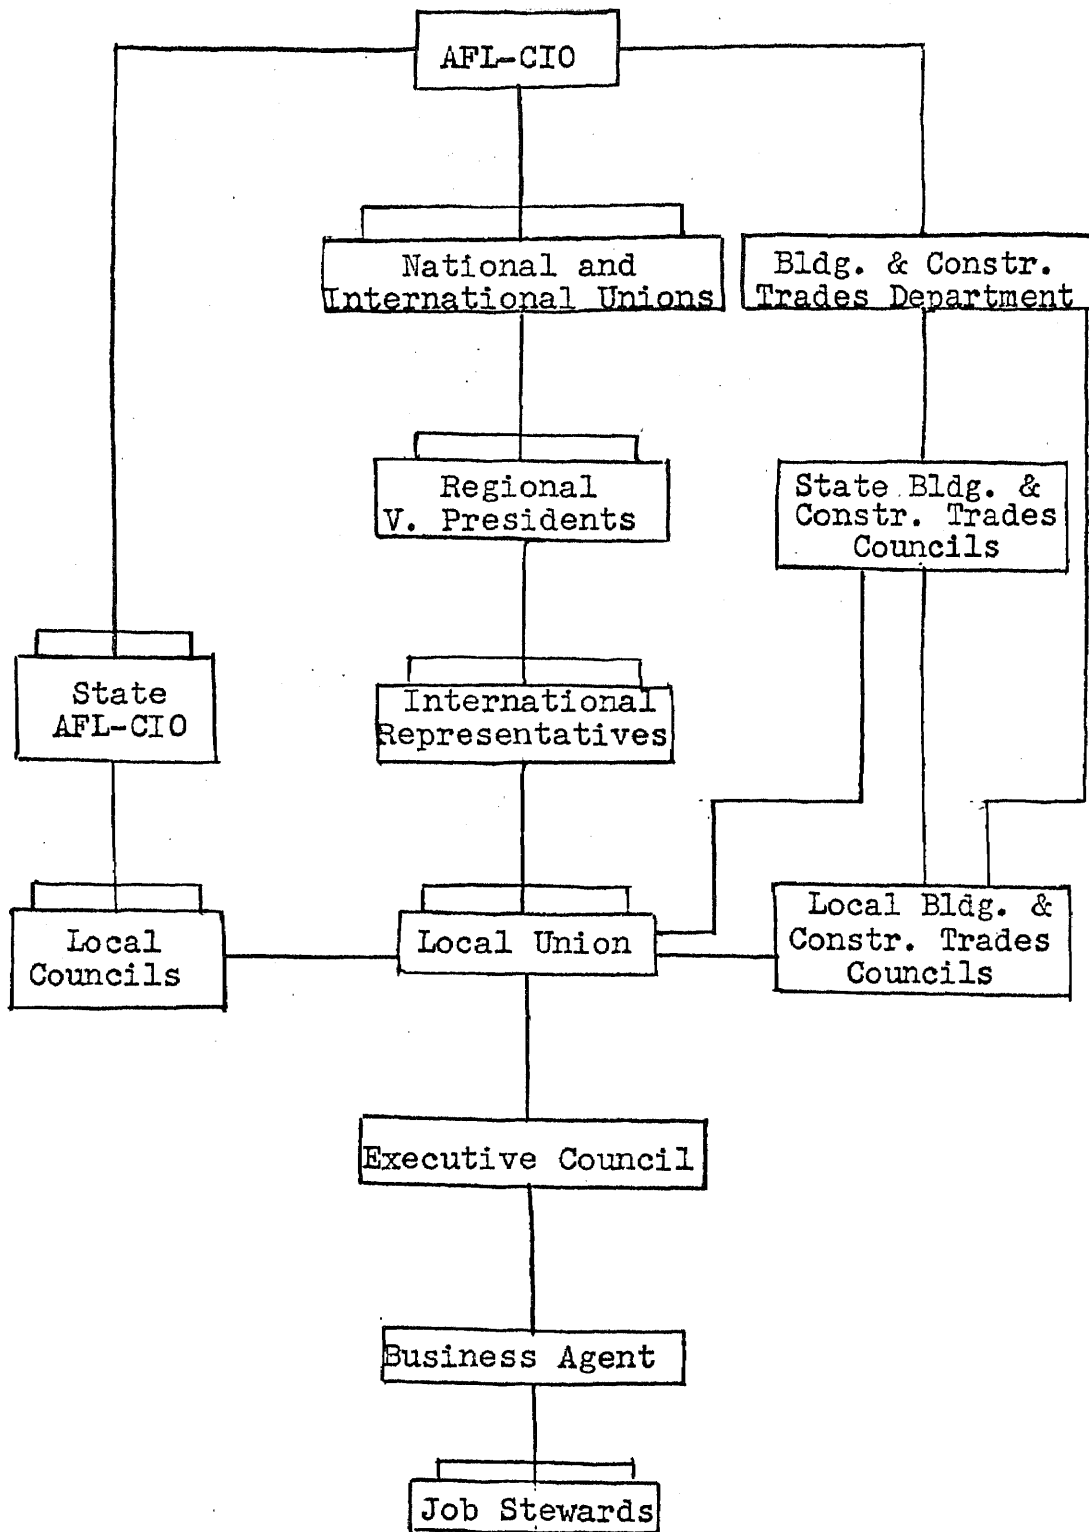 AFL-CIO
National and
International Unions
Bldg. & Constr.
Trades Department
Regional
V. Presidents
State Bldg. &
Constr. Trades
Councils
State
AFL-CIO
International
Representatives
Local
Councils
Local Union
Local Bldg. &
Constr. Trades
Councils
Executive Council
Business Agent
Job Stewards